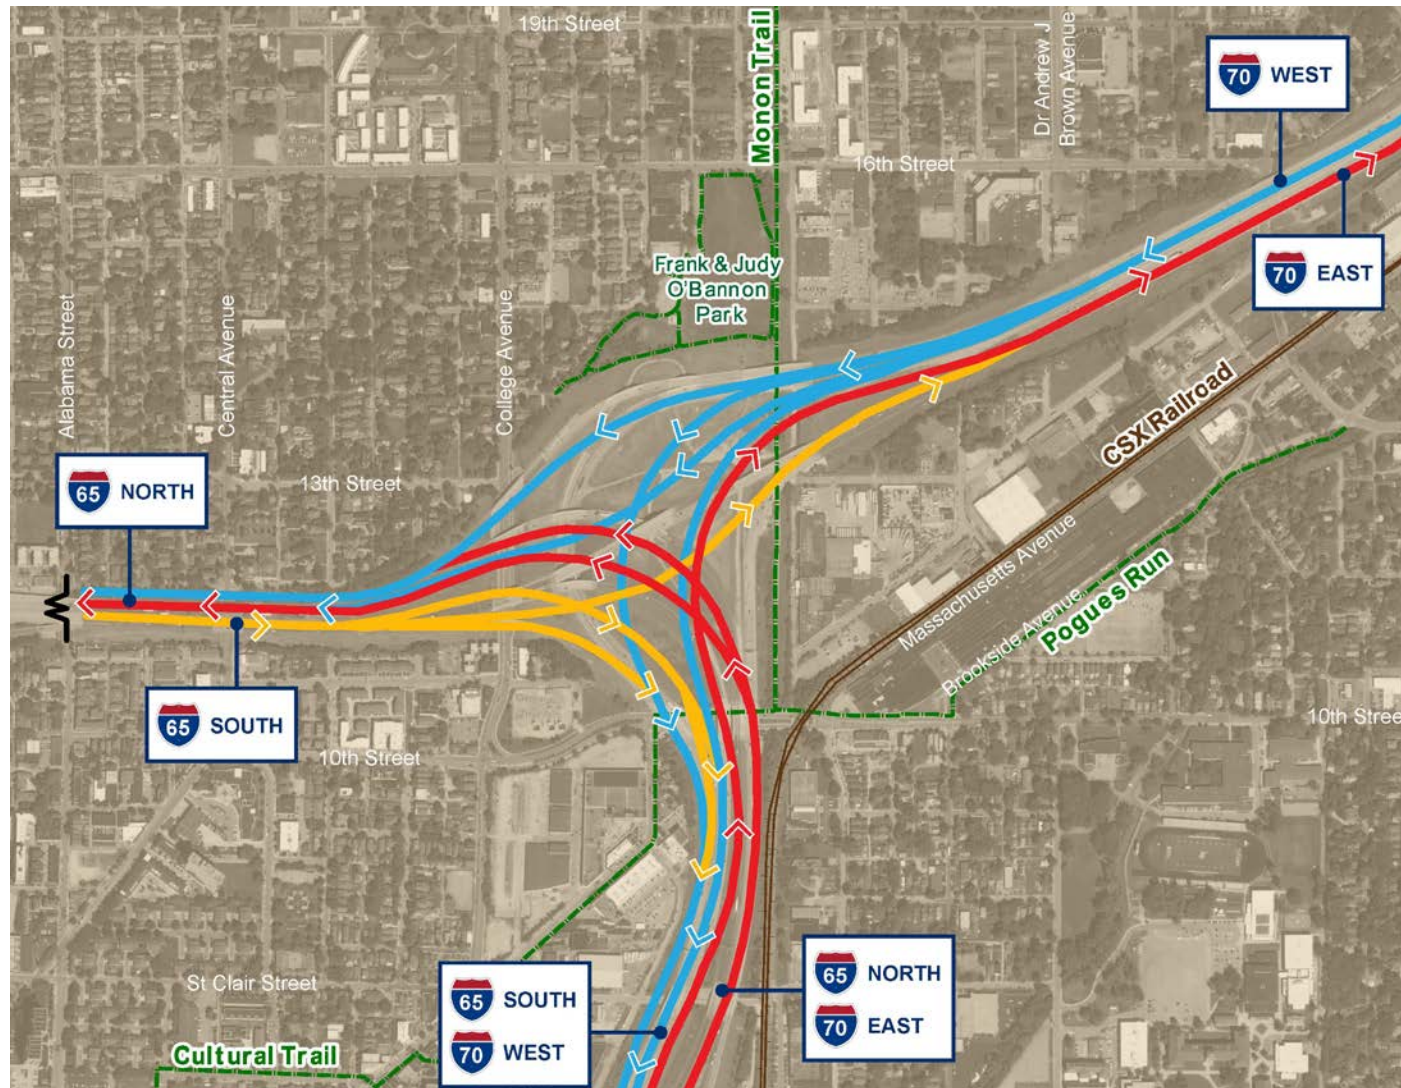 19th Street
Monon Trail
Dr Andrew J
Brown Avenue
70 WEST
16th Street
Frank & Judy
O'Bannon
Park
70 EAST
Alabama Street
Central Avenue
College Avenue
CSX Railroad
65 NORTH
13th Street
Massachusetts Avenue
Brookside Avenue
Pogues Run
65 SOUTH
10th Street
10th Stree
St Clair Street
65 SOUTH
70 WEST
65 NORTH
70 EAST
Cultural Trail